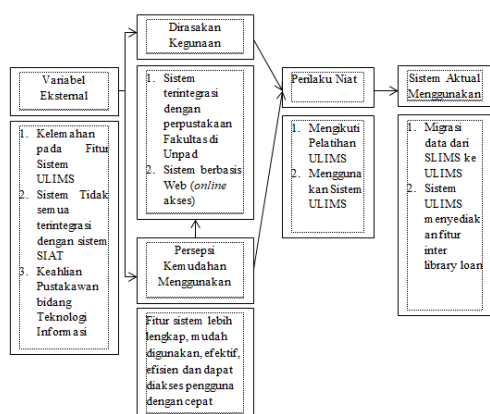 Variabel
Eksternal
1. Kelemahan
pada Fitur
Sistem
ULIMS
2. Sistem Tidak
semua
terintegrasi
dengan sistem
SIAT
3. Keahlian
Pustakawan
bidang
Teknologi
Informasi
Dirasakan
Kegunaan
1. Sistem
terintegrasi
dengan
perpustakaan
Fakultas di
Unpad
2. Sistem berbasis
Web (online
akses)
Persepsi
Kemudahan
Menggunakan
Fitur sistem lebih
lengkap, mudah
digunakan, efektif,
efisien dan dapat
diakses pengguna
dengan cepat
Perilaku Niat
1. Mengikuti
Pelatihan
ULIMS
2. Mengguna
kan Sistem
ULIMS
Sistem Aktual
Menggunakan
1. Migrasi
data dari
SLIMS ke
ULIMS
2. Sistem
ULIMS
menyediak
an fitur
inter
library loan